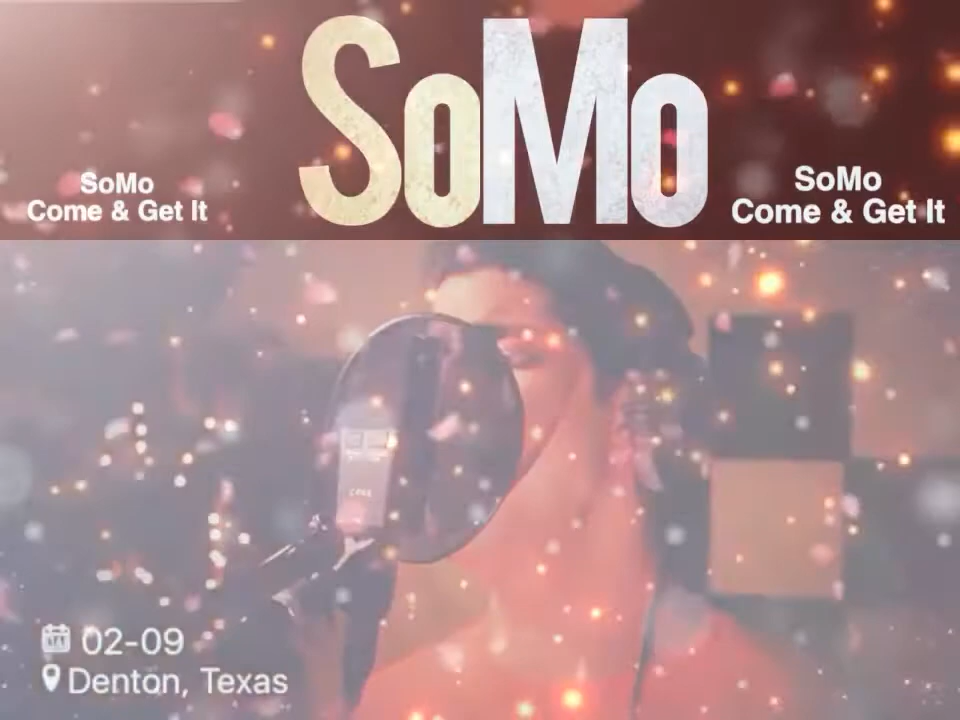 SoMo
SoMo
Come & Get It
SoMo
Come & Get It
02-09
Denton, Texas